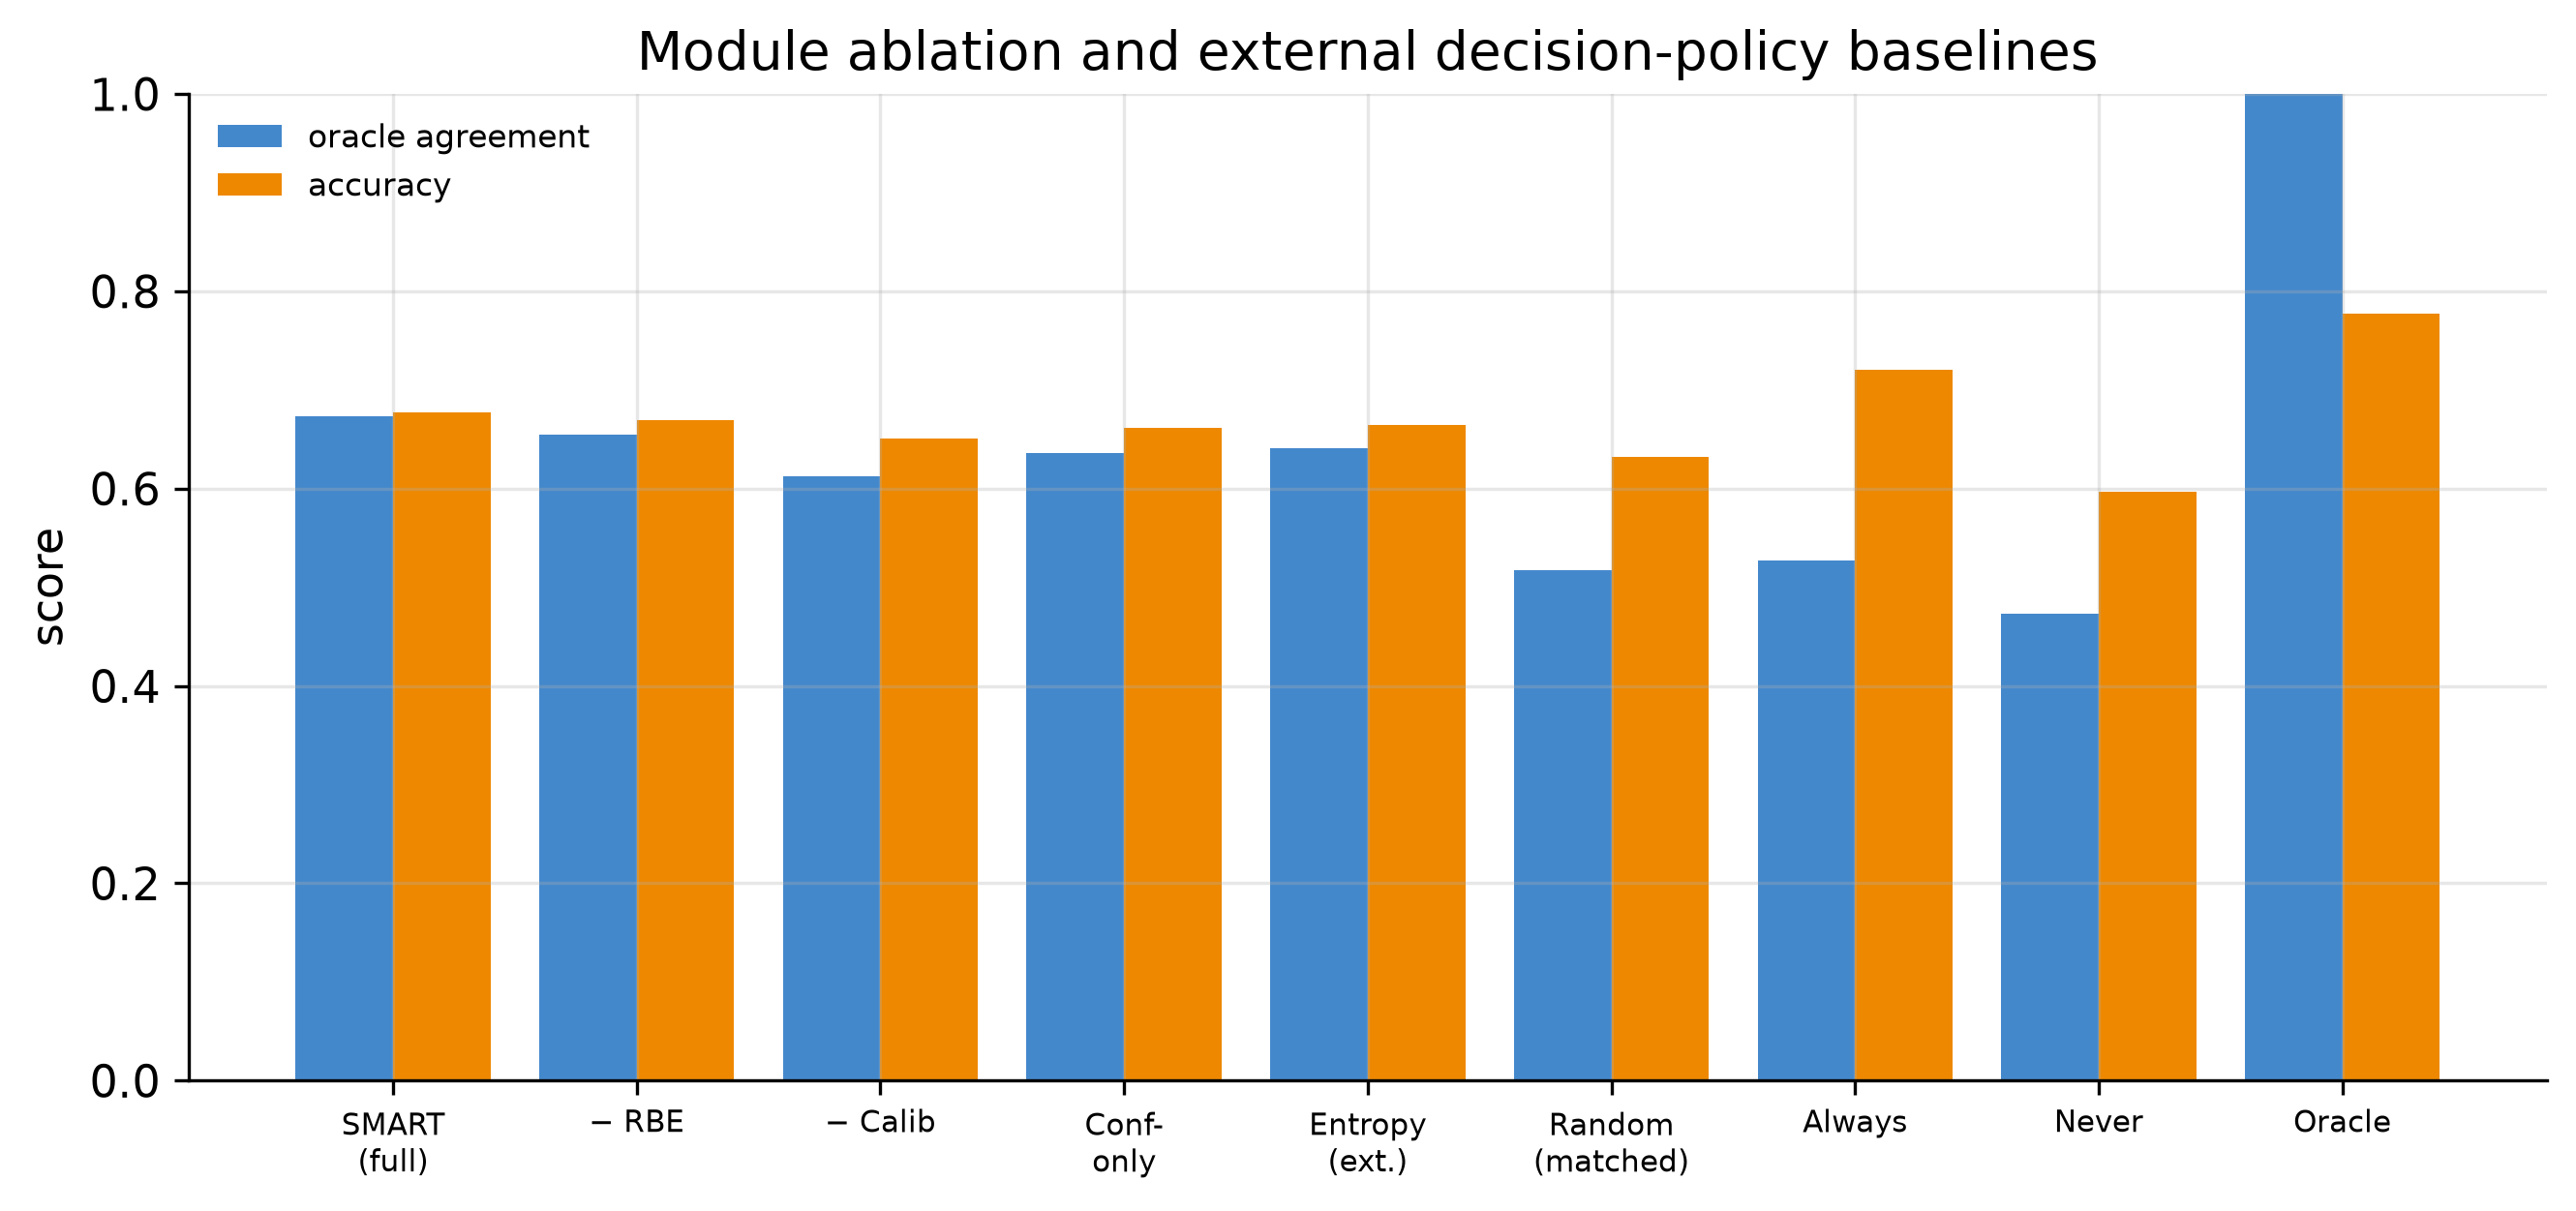 Module ablation and external decision-policy baselines
oracle agreement
accuracy
score
1.0
0.8
0.6
0.4
0.2
0.0
SMART
(full)
− RBE
− Calib
Conf-
only
Entropy
(ext.)
Random
(matched)
Always
Never
Oracle